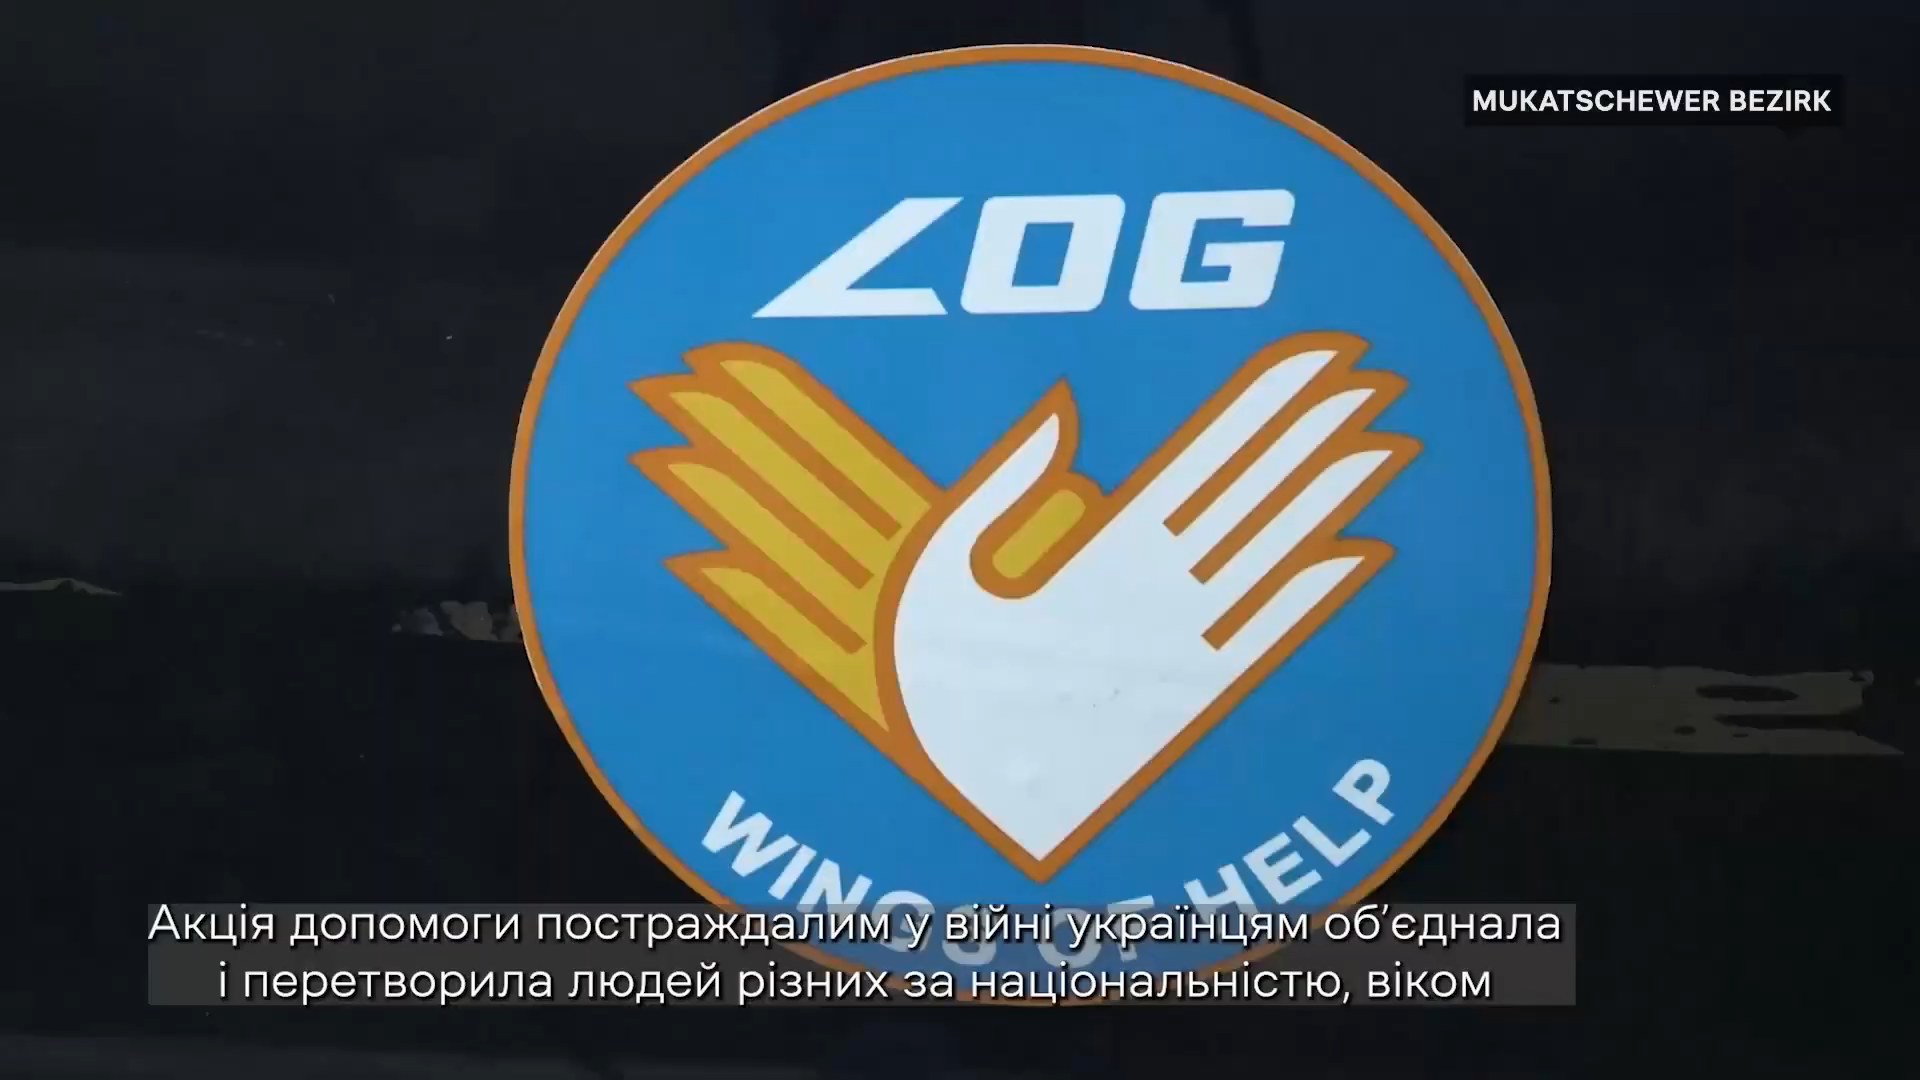 MUKATSCHEWER BEZIRK
LOG
WINGS OF HELP
Акція допомоги постраждалим у війні українцям об’єднала
і перетворила людей різних за національністю, віком